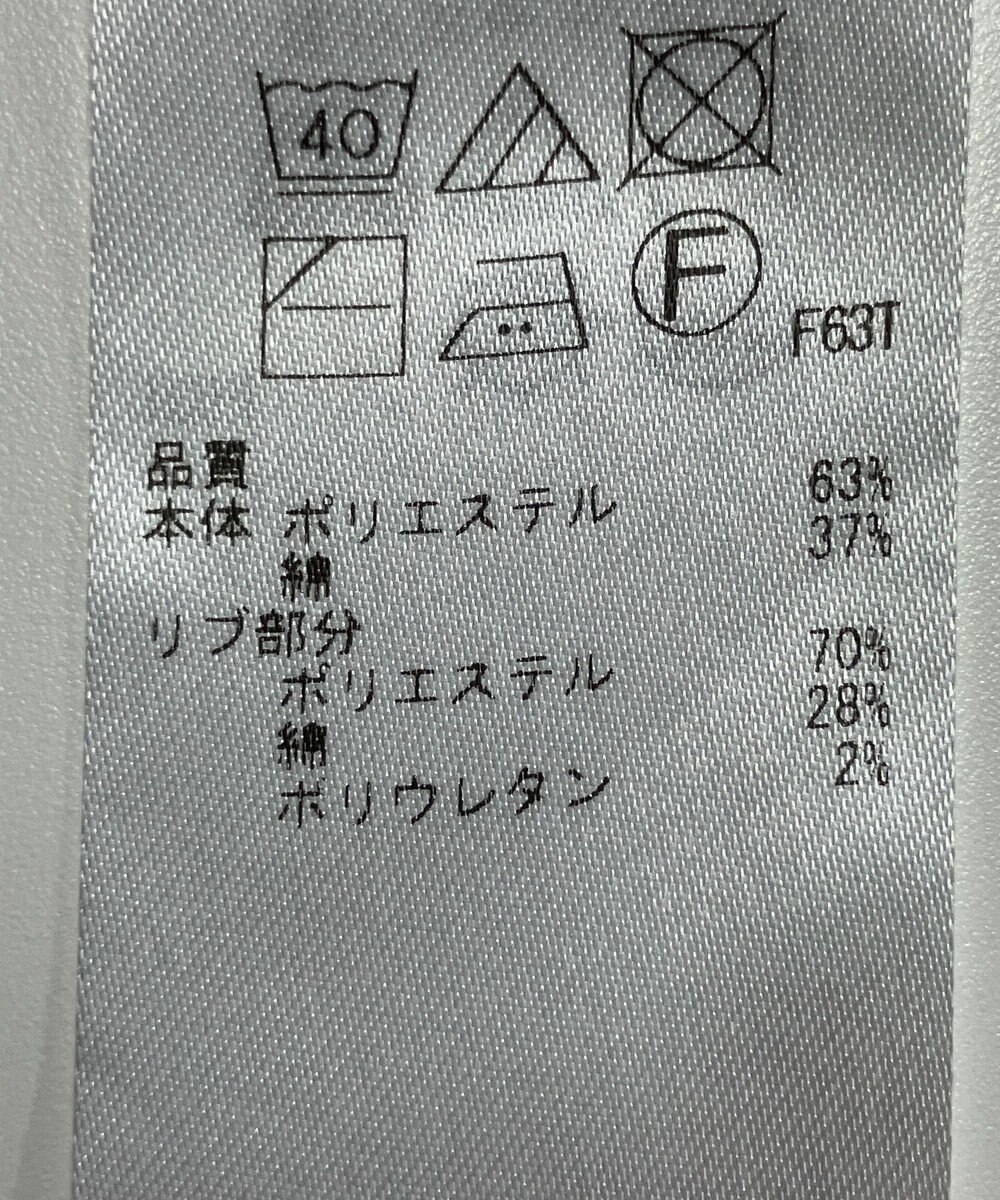 40
F
F63T
品質
本体 ポリエステル 63%
綿 37%
リブ部分
ポリエステル 70%
綿 28%
ポリウレタン 2%